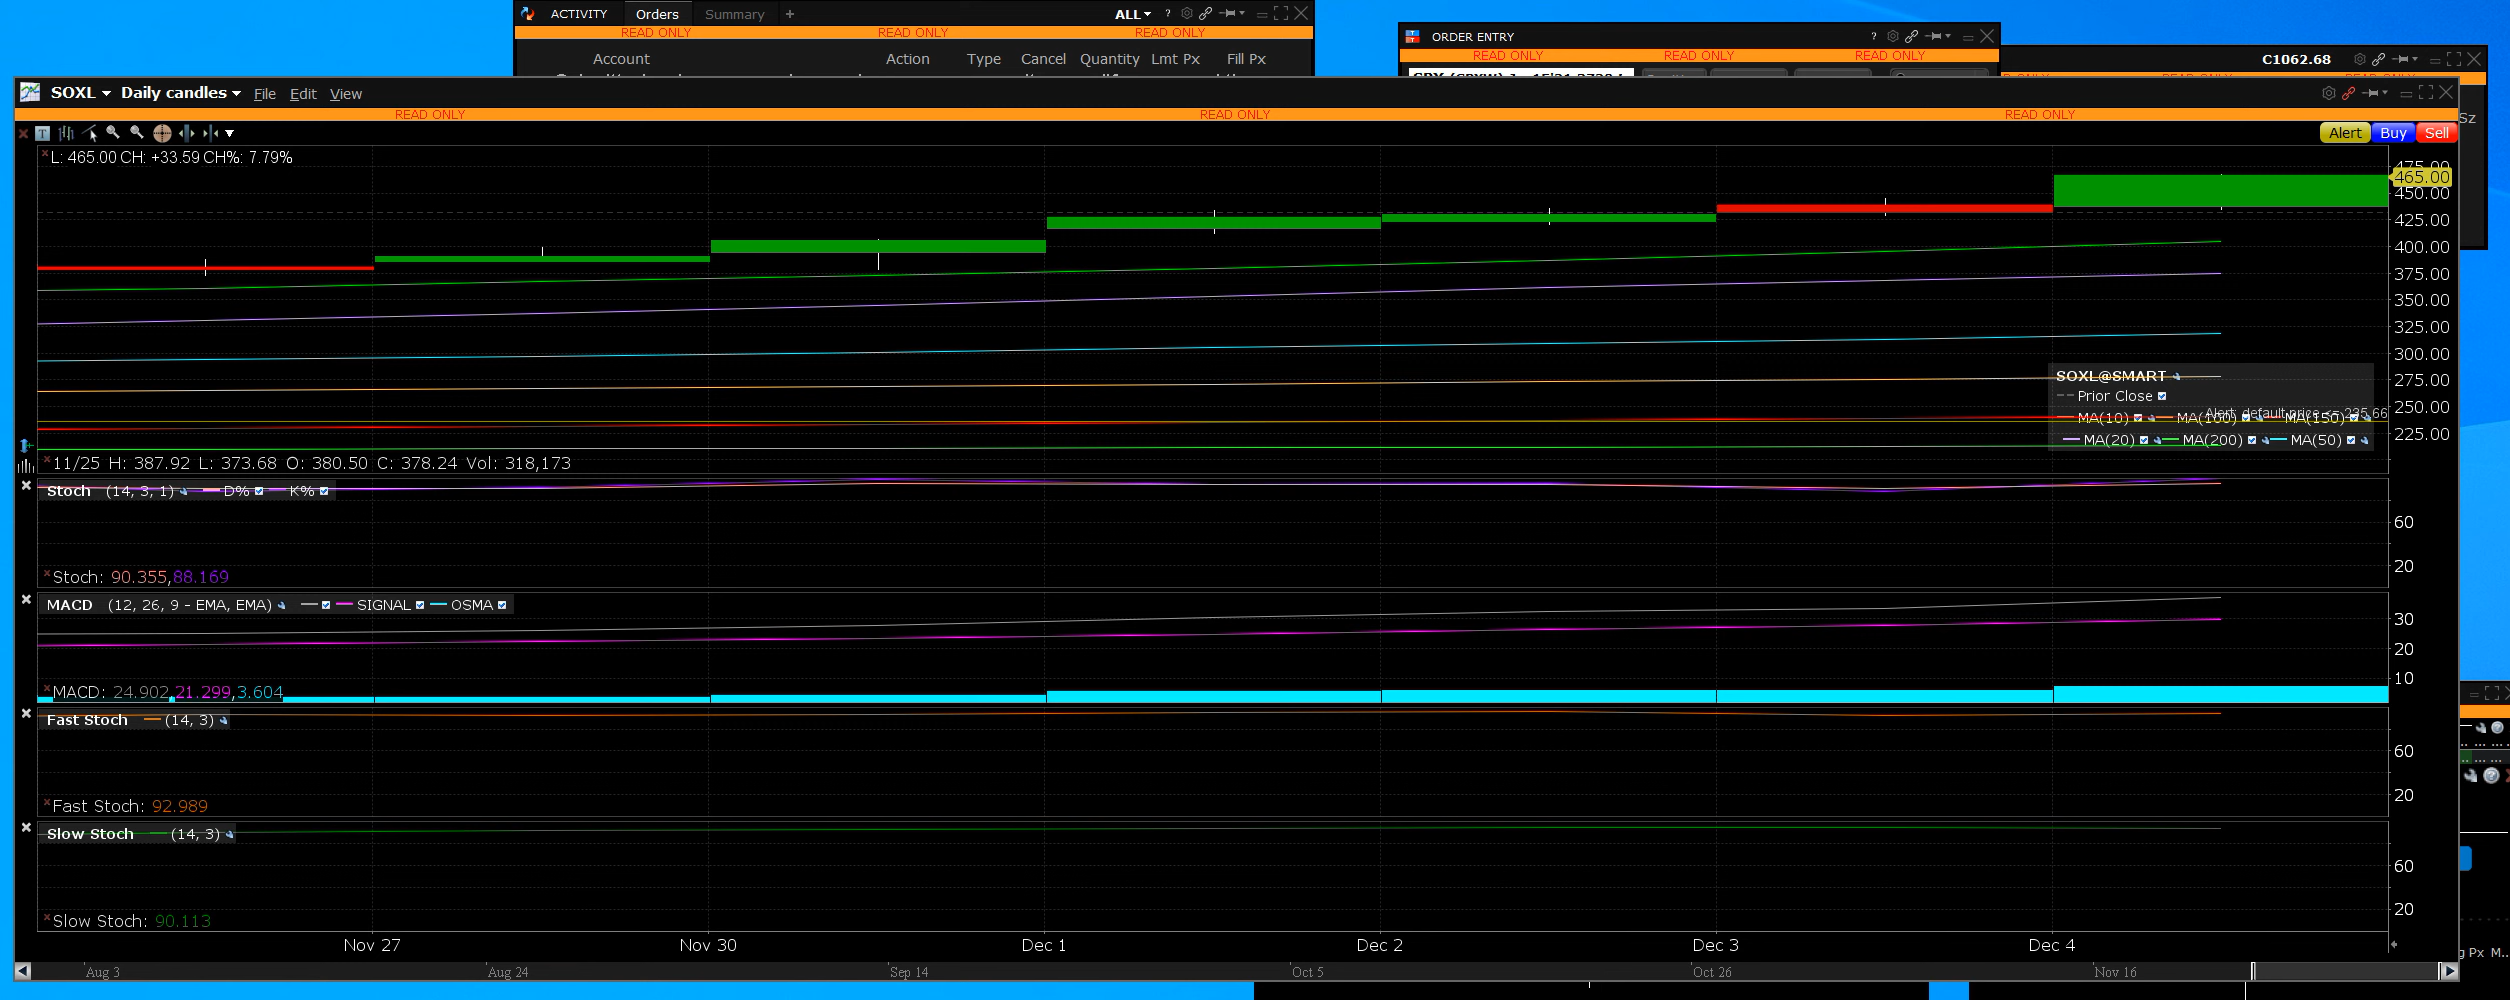 ACTIVITY Orders Summary + ALL ?
READ ONLY READ ONLY READ ONLY
Account Action Type Cancel Quantity Lmt Px Fill Px
ORDER ENTRY ?
READ ONLY READ ONLY READ ONLY
C1062.68
Sz
SOXL Daily candles File Edit View
READ ONLY READ ONLY READ ONLY
Alert Buy Sell
L: 465.00 CH: +33.59 CH%: 7.79%
475.00
465.00
450.00
425.00
400.00
375.00
350.00
325.00
300.00
275.00
250.00
225.00
SOXL@SMART
Prior Close
Alert: default price <= 235.66
MA(10) MA(100) MA(150)
MA(20) MA(200) MA(50)
11/25 H: 387.92 L: 373.68 O: 380.50 C: 378.24 Vol: 318,173
Stoch (14, 3, 1) D% K%
60
20
Stoch: 90.355,88.169
MACD (12, 26, 9 - EMA, EMA) SIGNAL OSMA
30
20
10
MACD: 24.902,21.299,3.604
Fast Stoch (14, 3)
60
20
Fast Stoch: 92.989
Slow Stoch (14, 3)
60
20
Slow Stoch: 90.113
Nov 27 Nov 30 Dec 1 Dec 2 Dec 3 Dec 4
Aug 3 Aug 24 Sep 14 Oct 5 Oct 26 Nov 16
Px M...